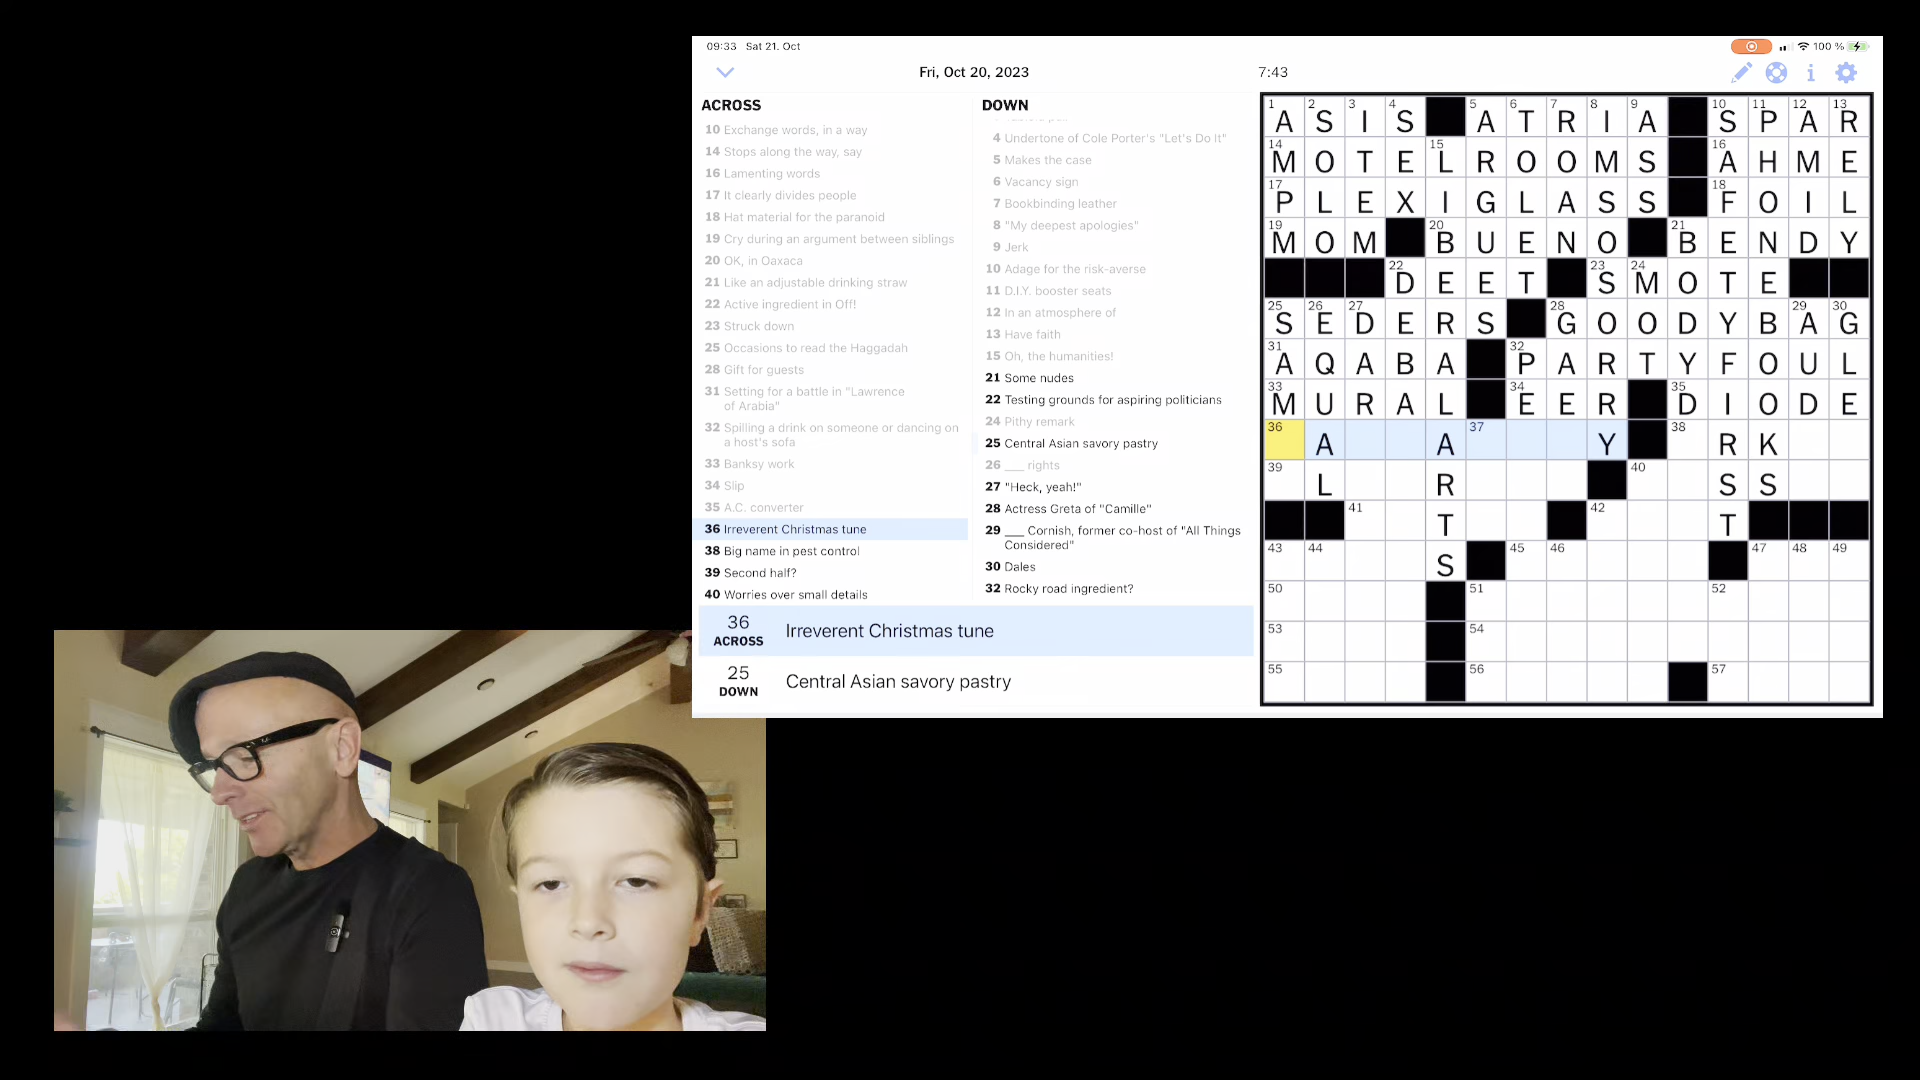 09:33 Sat 21. Oct
100 %
Fri, Oct 20, 2023
7:43
ACROSS
10 Exchange words, in a way
14 Stops along the way, say
16 Lamenting words
17 It clearly divides people
18 Hat material for the paranoid
19 Cry during an argument between siblings
20 OK, in Oaxaca
21 Like an adjustable drinking straw
22 Active ingredient in Off!
23 Struck down
25 Occasions to read the Haggadah
28 Gift for guests
31 Setting for a battle in "Lawrence
of Arabia"
32 Spilling a drink on someone or dancing on
a host's sofa
33 Banksy work
34 Slip
35 A.C. converter
36 Irreverent Christmas tune
38 Big name in pest control
39 Second half?
40 Worries over small details
DOWN
4 Undertone of Cole Porter's "Let's Do It"
5 Makes the case
6 Vacancy sign
7 Bookbinding leather
8 "My deepest apologies"
9 Jerk
10 Adage for the risk-averse
11 D.I.Y. booster seats
12 In an atmosphere of
13 Have faith
15 Oh, the humanities!
21 Some nudes
22 Testing grounds for aspiring politicians
24 Pithy remark
25 Central Asian savory pastry
26 ___ rights
27 "Heck, yeah!"
28 Actress Greta of "Camille"
29 ___ Cornish, former co-host of "All Things
Considered"
30 Dales
32 Rocky road ingredient?
36 ACROSS Irreverent Christmas tune
25 DOWN Central Asian savory pastry
1 2 3 4 5 6 7 8 9 10 11 12 13
A S I S A T R I A S P A R
14 15 16
M O T E L R O O M S A H M E
17 18
P L E X I G L A S S F O I L
19 20 21
M O M B U E N O B E N D Y
22 23 24
D E E T S M O T E
25 26 27 28 29 30
S E D E R S G O O D Y B A G
31 32
A Q A B A P A R T Y F O U L
33 34 35
M U R A L E E R D I O D E
36 37 38
A A Y R K
39 40
L R S S
41 42
T T
43 44 45 46 47 48 49
S
50 51 52
53 54
55 56 57